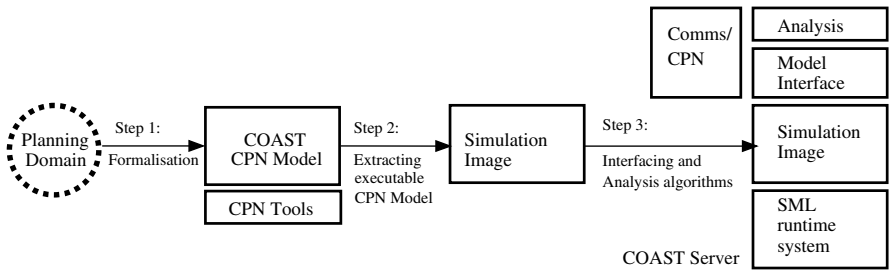 Planning
Domain
Step 1:
Formalisation
COAST
CPN Model
CPN Tools
Step 2:
Extracting
executable
CPN Model
Simulation
Image
Step 3:
Interfacing and
Analysis algorithms
Comms/
CPN
Analysis
Model
Interface
Simulation
Image
SML
runtime
system
COAST Server